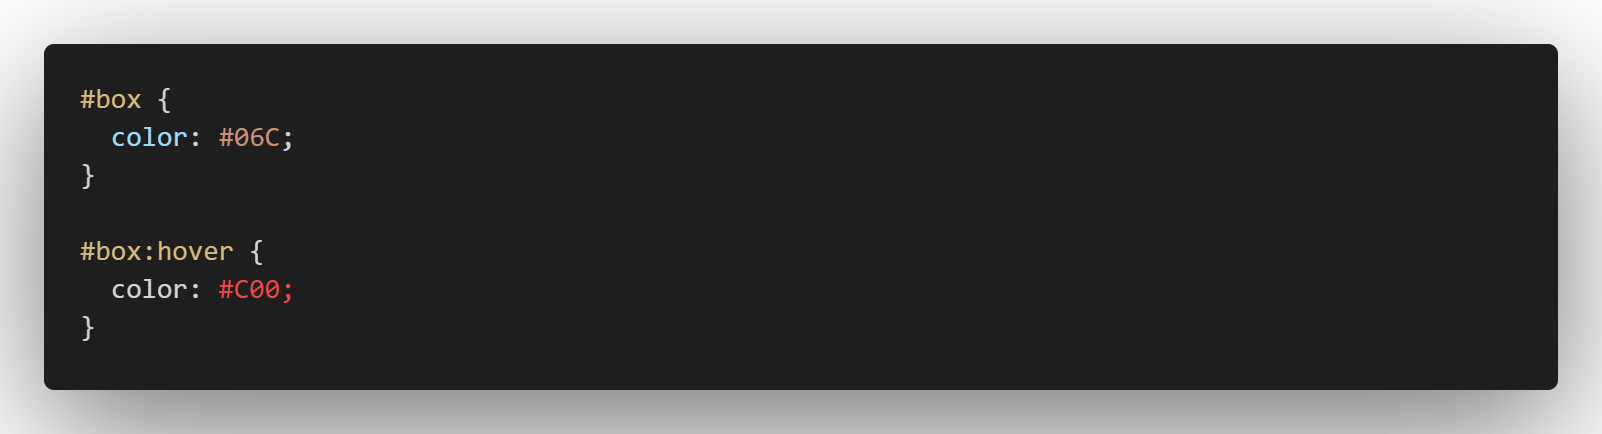 #box {
  color: #06C;
}

#box:hover {
  color: #C00;
}